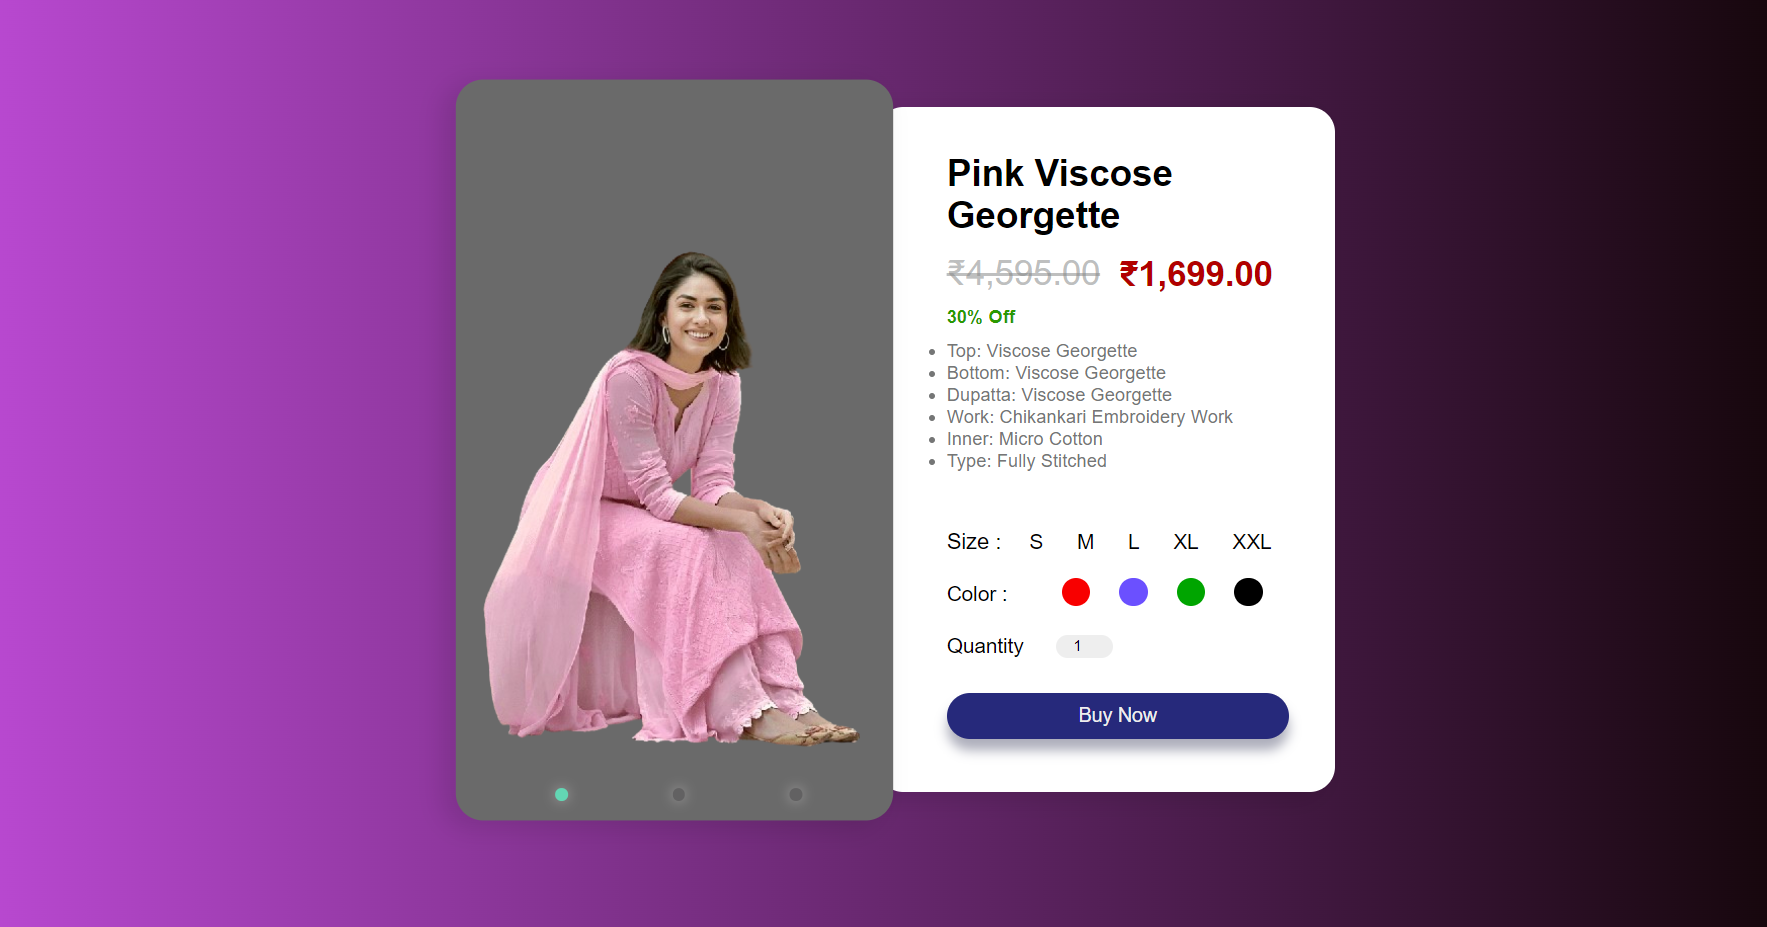 Pink Viscose
Georgette
₹4,595.00 ₹1,699.00
30% Off
Top: Viscose Georgette
Bottom: Viscose Georgette
Dupatta: Viscose Georgette
Work: Chikankari Embroidery Work
Inner: Micro Cotton
Type: Fully Stitched
Size : S M L XL XXL
Color :
Quantity 1
Buy Now